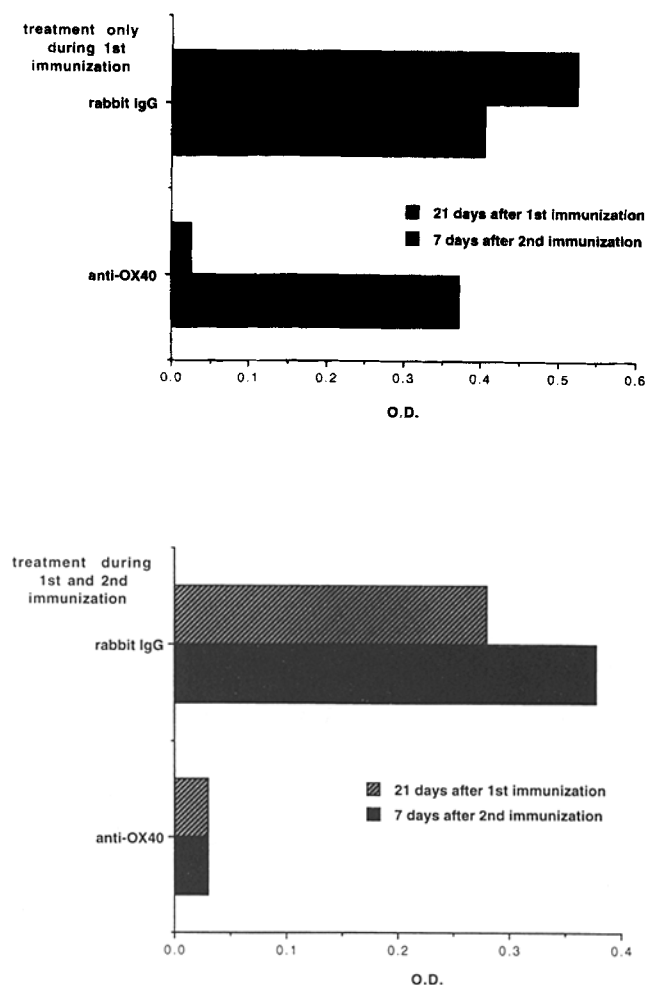 treatment only
during 1st
immunization
rabbit IgG
21 days after 1st immunization
7 days after 2nd immunization
anti-OX40
0.0 0.1 0.2 0.3 0.4 0.5 0.6
O.D.
treatment during
1st and 2nd
immunization
rabbit IgG
21 days after 1st immunization
7 days after 2nd immunization
anti-OX40
0.0 0.1 0.2 0.3 0.4
O.D.